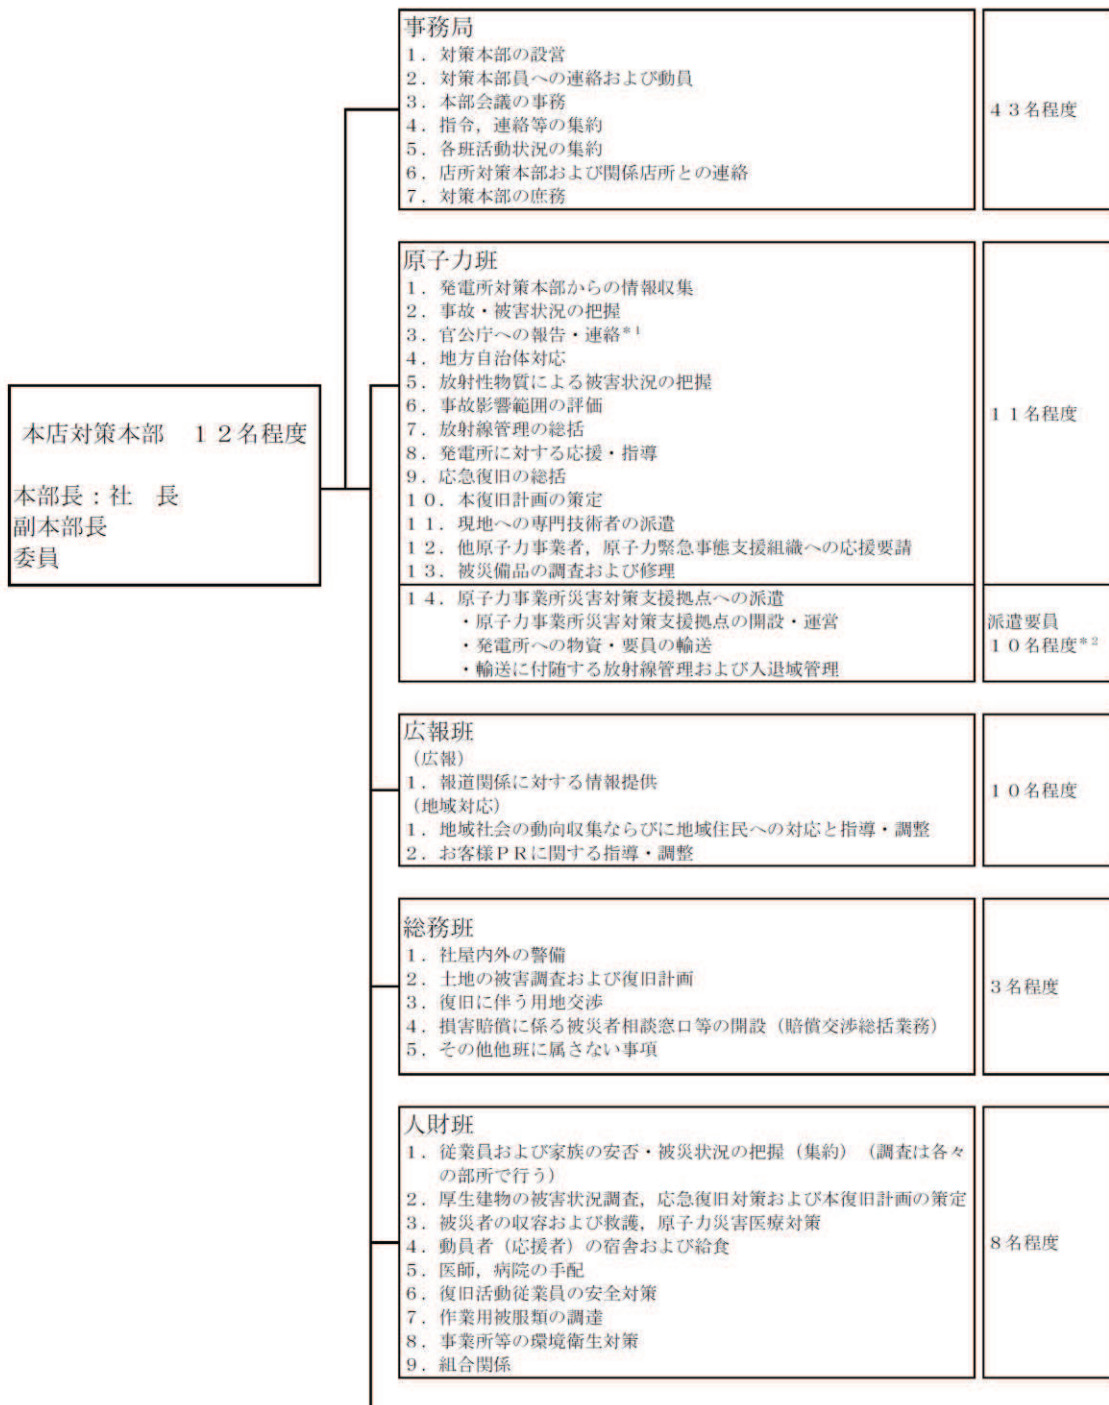 本店対策本部　１２名程度
本部長：社　長
副本部長
委員
事務局
１．対策本部の設営
２．対策本部員への連絡および動員
３．本部会議の事務
４．指令，連絡等の集約
５．各班活動状況の集約
６．店所対策本部および関係店所との連絡
７．対策本部の庶務
４３名程度
原子力班
１．発電所対策本部からの情報収集
２．事故・被害状況の把握
３．官公庁への報告・連絡＊１
４．地方自治体対応
５．放射性物質による被害状況の把握
６．事故影響範囲の評価
７．放射線管理の総括
８．発電所に対する応援・指導
９．応急復旧の総括
１０．本復旧計画の策定
１１．現地への専門技術者の派遣
１２．他原子力事業者，原子力緊急事態支援組織への応援要請
１３．被災備品の調査および修理
１１名程度
１４．原子力事業所災害対策支援拠点への派遣
・原子力事業所災害対策支援拠点の開設・運営
・発電所への物資・要員の輸送
・輸送に付随する放射線管理および入退域管理
派遣要員
１０名程度＊２
広報班
（広報）
１．報道関係に対する情報提供
（地域対応）
１．地域社会の動向収集ならびに地域住民への対応と指導・調整
２．お客様ＰＲに関する指導・調整
１０名程度
総務班
１．社屋内外の警備
２．土地の被害調査および復旧計画
３．復旧に伴う用地交渉
４．損害賠償に係る被災者相談窓口等の開設（賠償交渉総括業務）
５．その他他班に属さない事項
３名程度
人財班
１．従業員および家族の安否・被災状況の把握（集約）（調査は各々
の部所で行う）
２．厚生建物の被害状況調査，応急復旧対策および本復旧計画の策定
３．被災者の収容および救護，原子力災害医療対策
４．動員者（応援者）の宿舎および給食
５．医師，病院の手配
６．復旧活動従業員の安全対策
７．作業用被服類の調達
８．事業所等の環境衛生対策
９．組合関係
８名程度